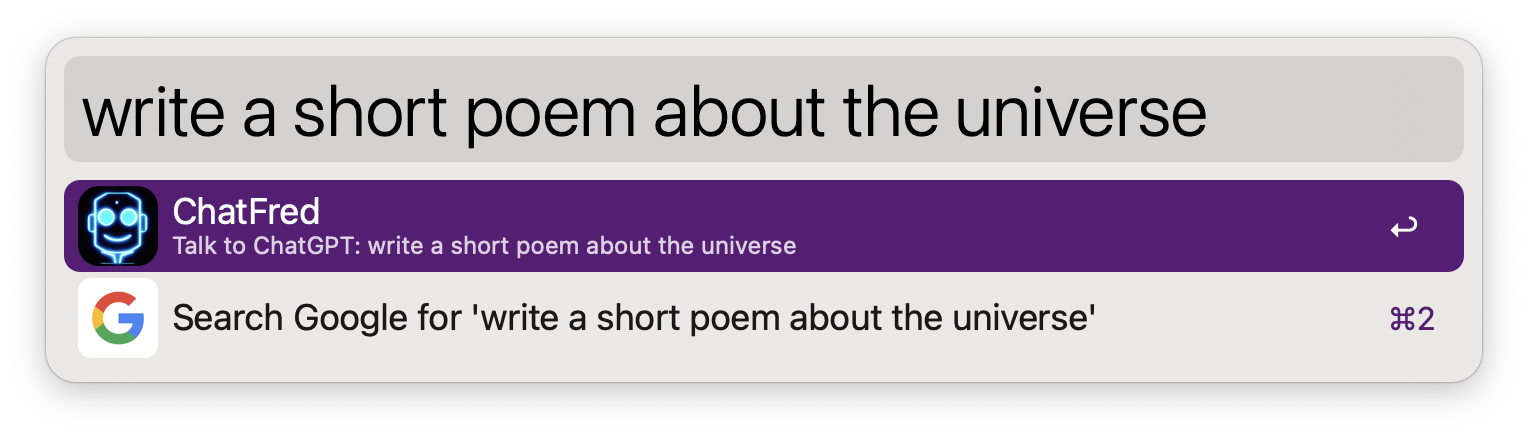 write a short poem about the universe
ChatFred
Talk to ChatGPT: write a short poem about the universe
Search Google for 'write a short poem about the universe'
⌘2